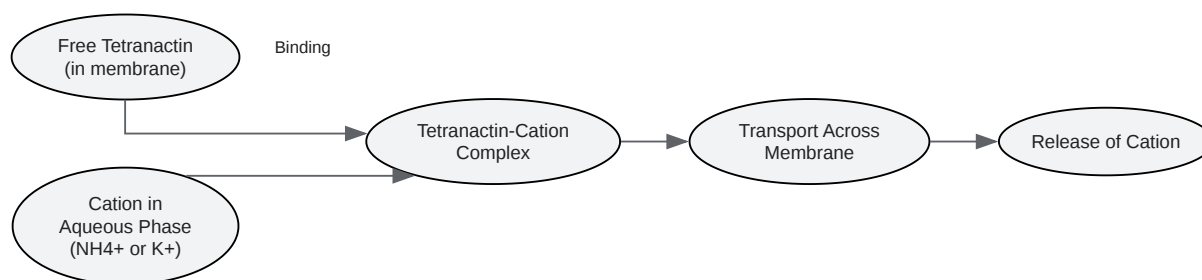 Free Tetranactin
(in membrane)
Binding
Tetranactin-Cation
Complex
Transport Across
Membrane
Release of Cation
Cation in
Aqueous Phase
(NH4+ or K+)